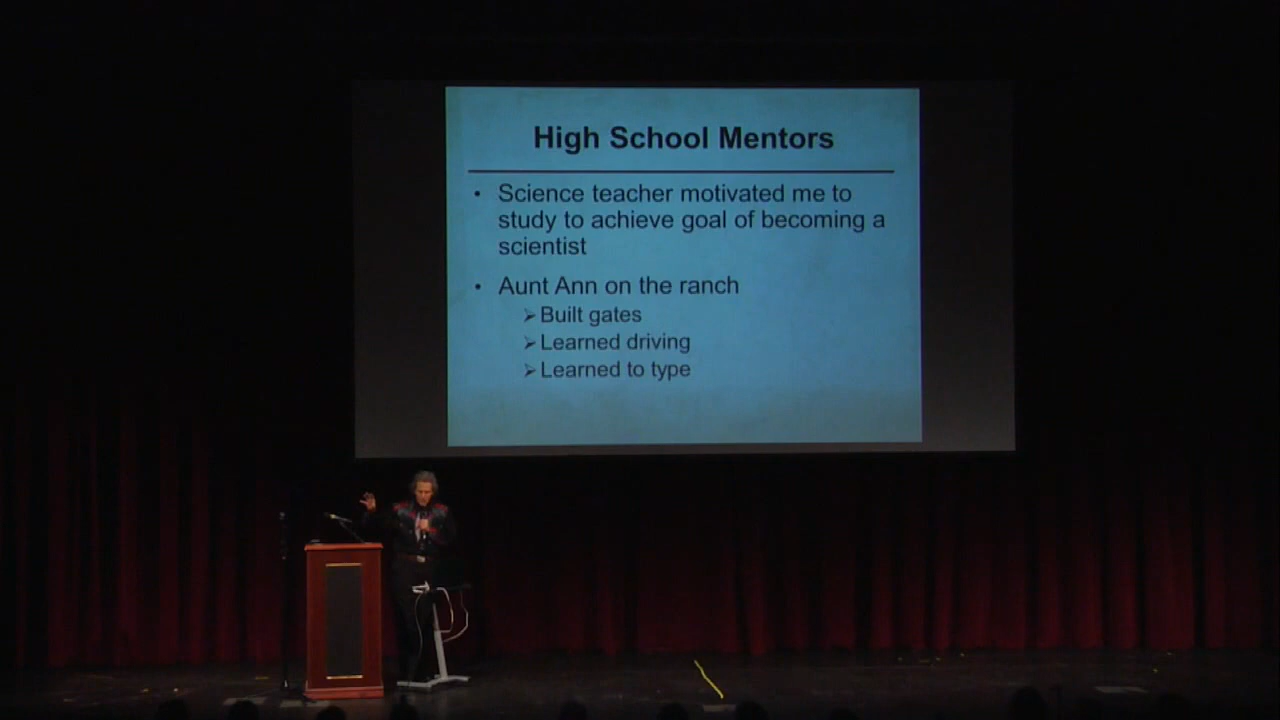 High School Mentors
• Science teacher motivated me to
study to achieve goal of becoming a
scientist
• Aunt Ann on the ranch
➢ Built gates
➢ Learned driving
➢ Learned to type